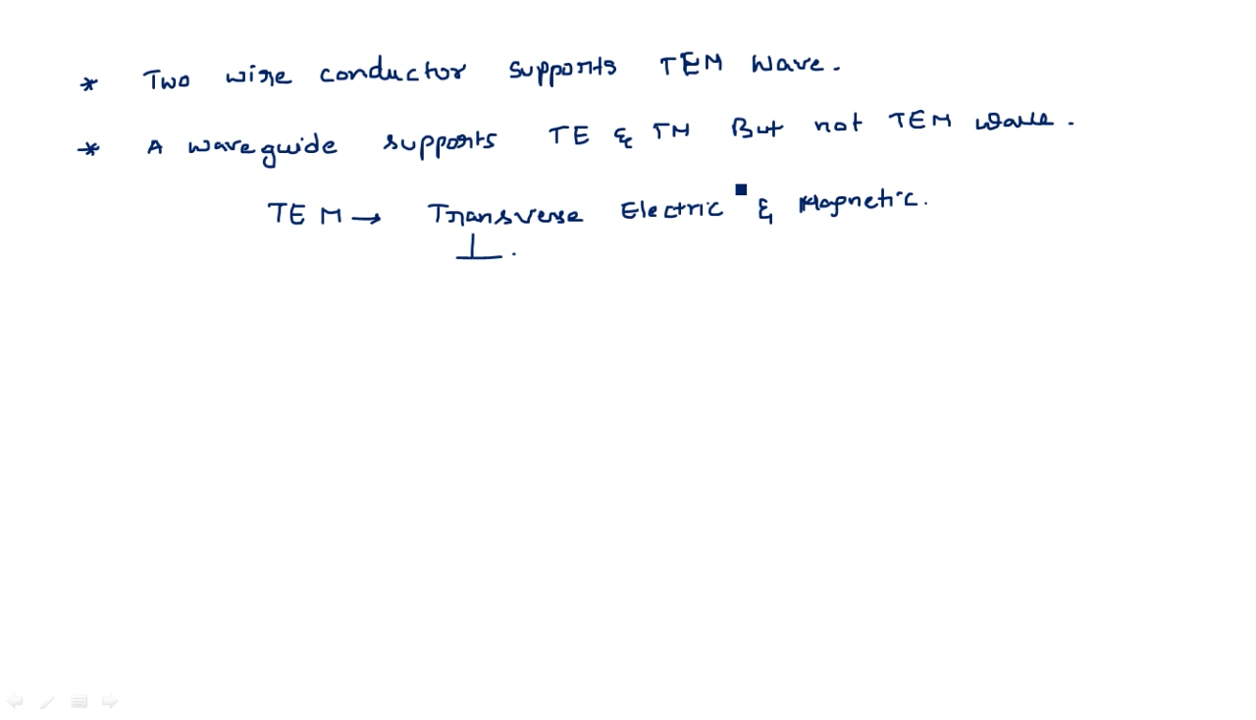 * Two wire conductor supports TEM wave.
* A waveguide supports TE & TM But not TEM wave.
TEM → Transverse Electric & Magnetic.
⊥.